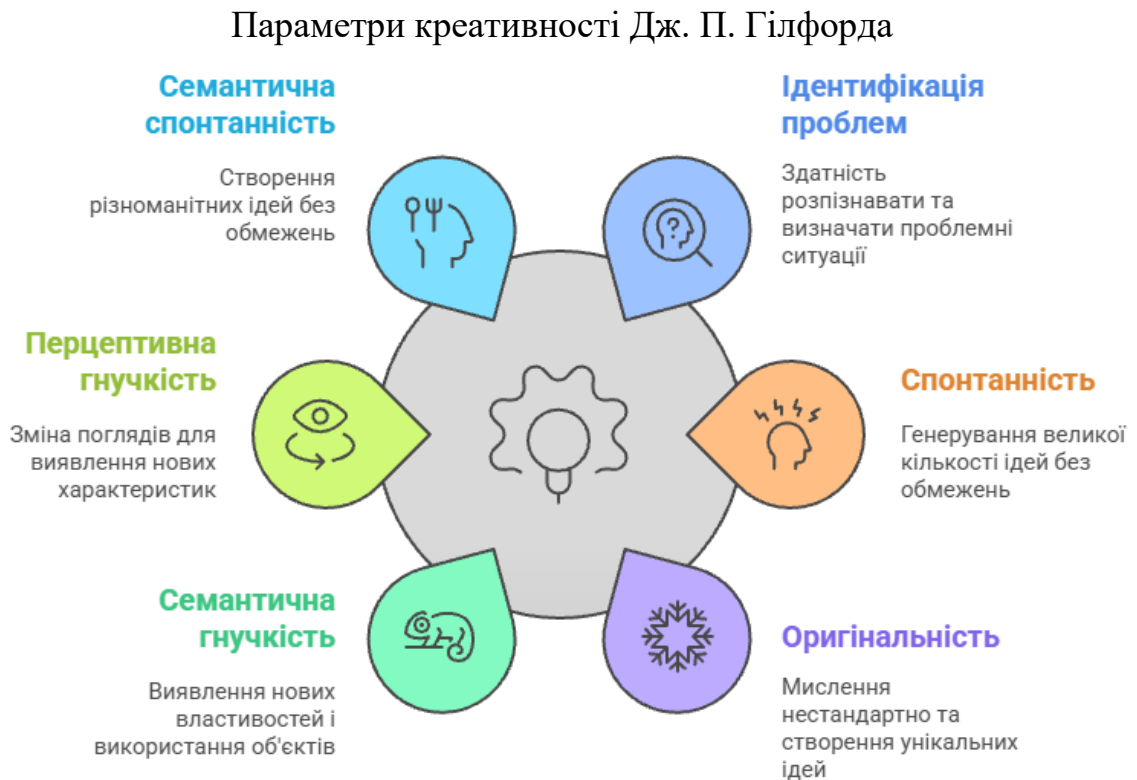 Параметри креативності Дж. П. Гілфорда
Семантична
спонтанність
Створення
різноманітних ідей без
обмежень
Ідентифікація
проблем
Здатність
розпізнавати та
визначати проблемні
ситуації
Перцептивна
гнучкість
Зміна поглядів для
виявлення нових
характеристик
Спонтанність
Генерування великої
кількості ідей без
обмежень
Семантична
гнучкість
Виявлення нових
властивостей і
використання об'єктів
Оригінальність
Мислення
нестандартно та
створення унікальних
ідей